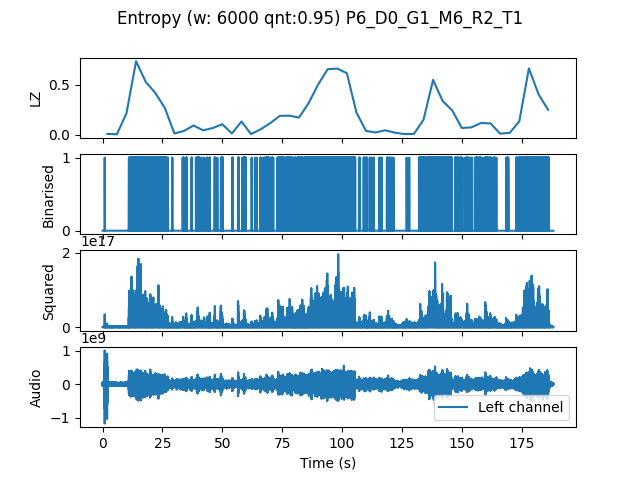 Entropy (w: 6000 qnt:0.95) P6_D0_G1_M6_R2_T1
LZ
0.5
0.0
Binarised
1
0
1e17
Squared
2
0
1e9
Audio
1
0
−1
Left channel
0 25 50 75 100 125 150 175
Time (s)